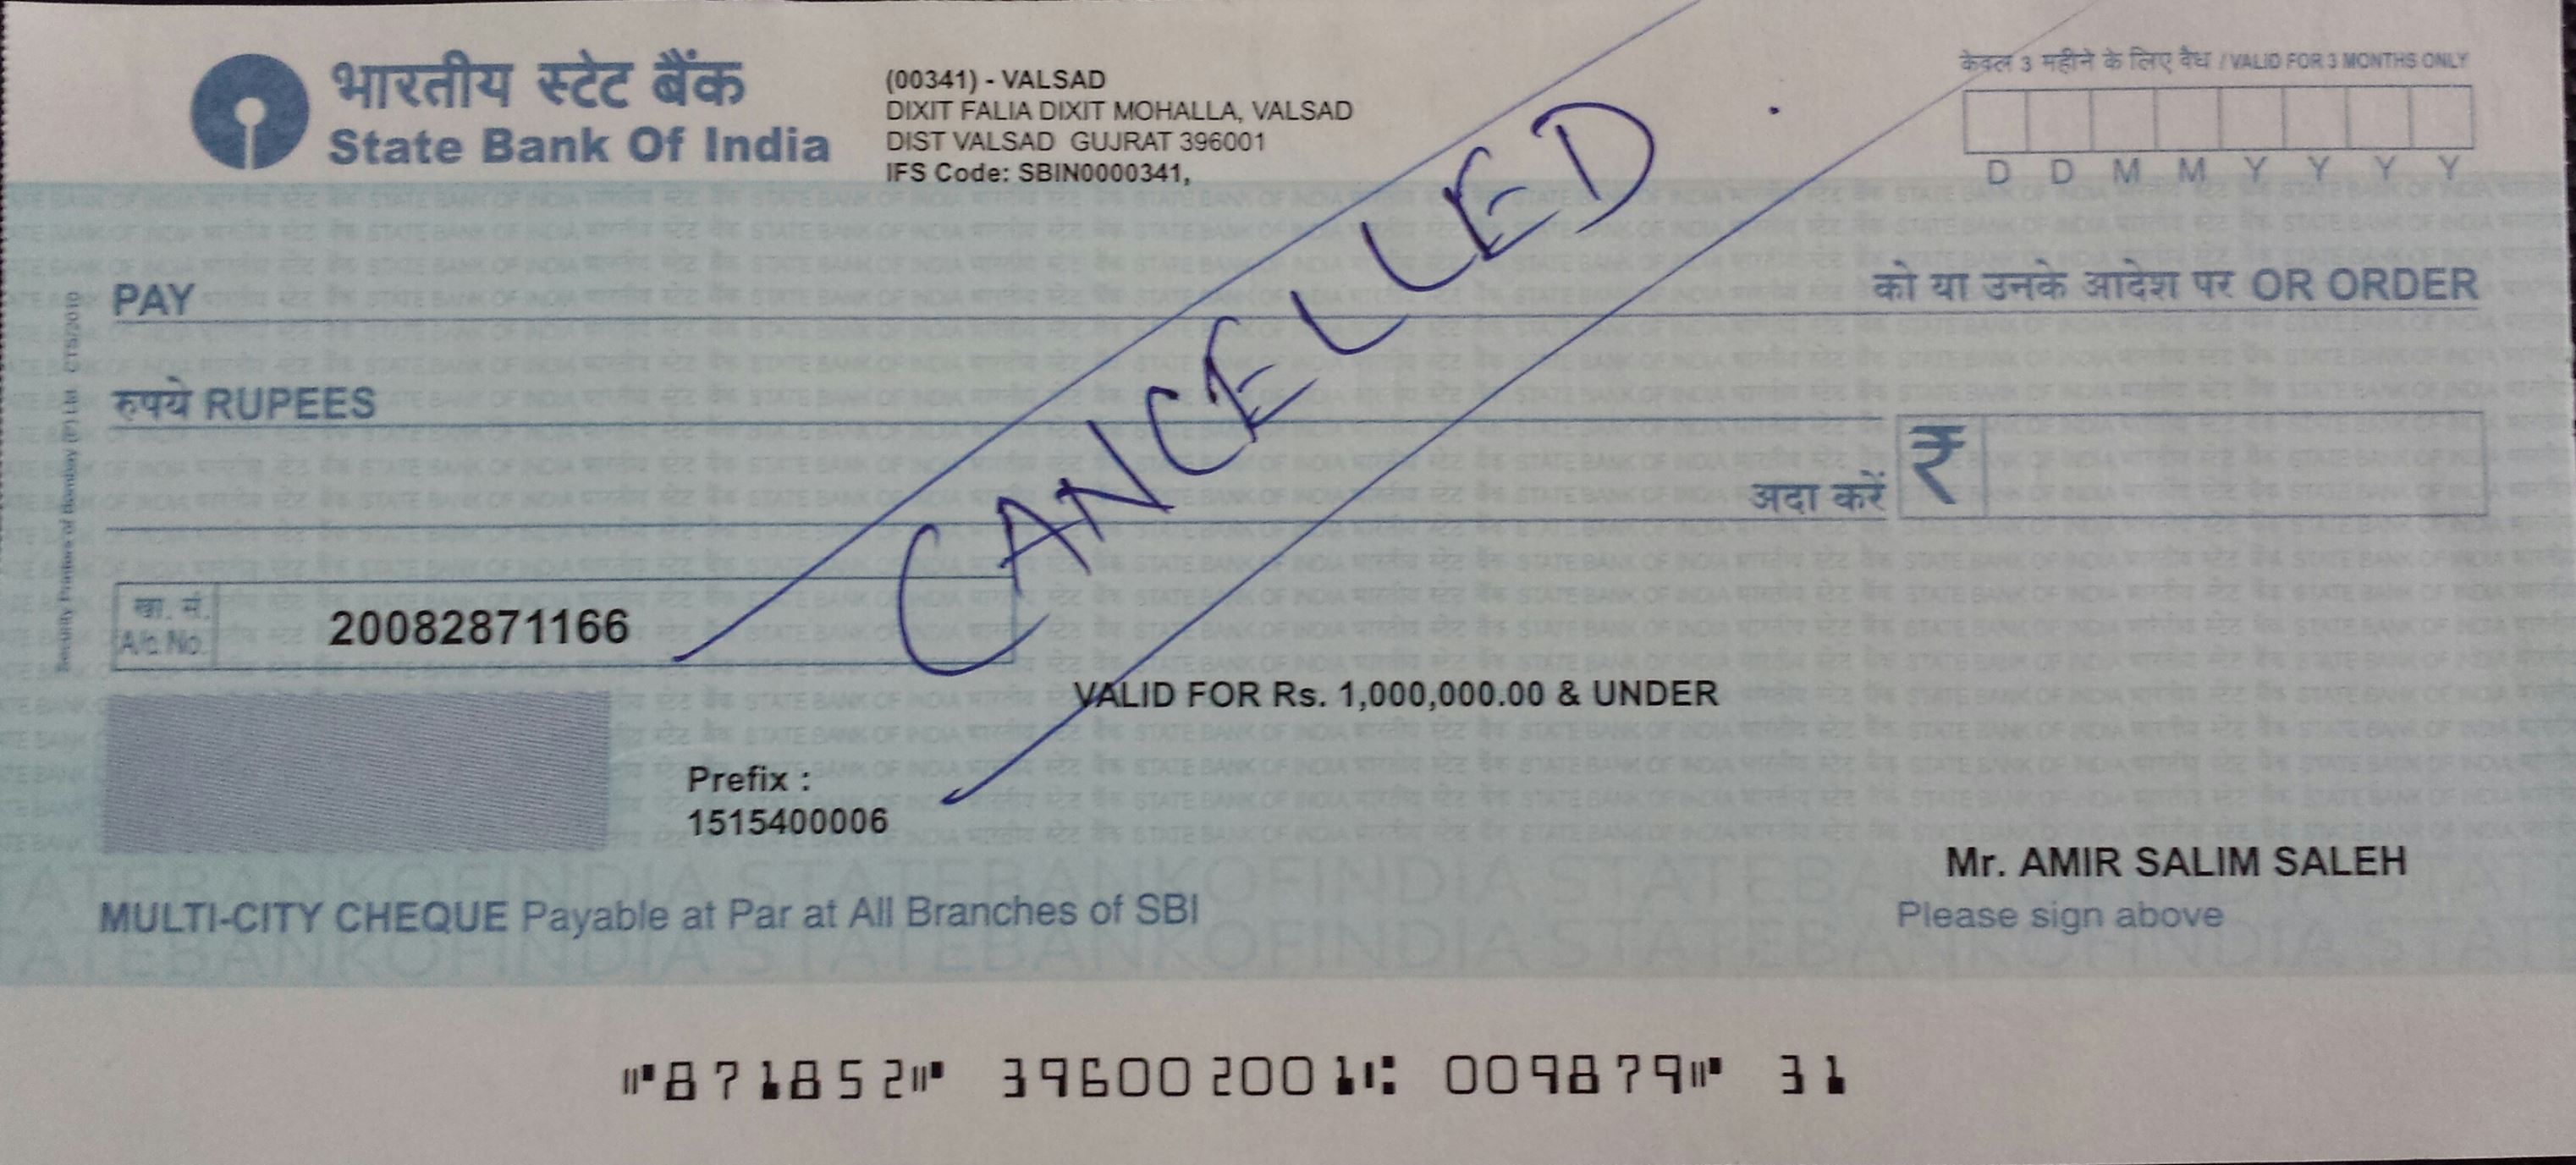 भारतीय स्टेट बैंक
State Bank Of India
(00341) - VALSAD
DIXIT FALIA DIXIT MOHALLA, VALSAD
DIST VALSAD GUJRAT 396001
IFS Code: SBIN0000341,
केवल 3 महीने के लिए वैध / VALID FOR 3 MONTHS ONLY
D D M M Y Y Y Y
CANCELLED
PAY
को या उनके आदेश पर OR ORDER
रुपये RUPEES
अदा करें ₹
खा. नं.
A/c No.
20082871166
VALID FOR Rs. 1,000,000.00 & UNDER
Prefix :
1515400006
Mr. AMIR SALIM SALEH
Please sign above
MULTI-CITY CHEQUE Payable at Par at All Branches of SBI
⑈871852⑈ 396002001⑆ 009879⑈ 31